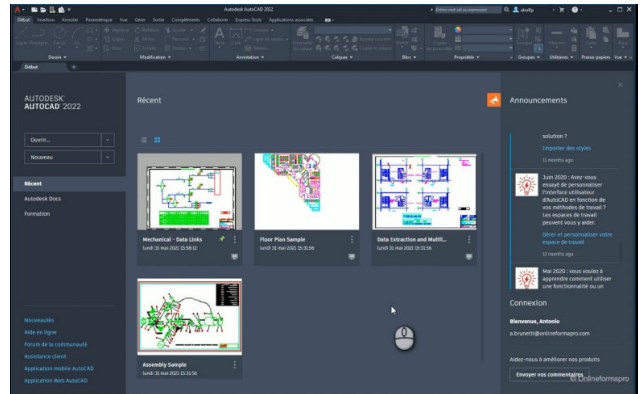 Autodesk AutoCAD 2022
Début Insertion Annoter Paramétrique Vue Gérer Sortie Compléments Collaborer Express Tools Applications associées
Dessin Modification Annotation Calques Bloc Propriétés Groupes Utilitaires Presse-papiers Vue
Début
AUTODESK
AUTOCAD 2022
Ouvrir...
Nouveau
Récent
Autodesk Docs
Formation
Nouveautés
Aide en ligne
Forum de la communauté
Assistance client
Application mobile AutoCAD
Application Web AutoCAD
Récent
Mechanical - Data Links
lundi 31 mai 2021 15:58:12
Floor Plan Sample
lundi 31 mai 2021 15:31:56
Data Extraction and Multil...
lundi 31 mai 2021 15:31:56
Assembly Sample
lundi 31 mai 2021 15:31:56
Announcements
solution ?
Importer des styles
11 months ago
Juin 2020 : Avez-vous
essayé de personnaliser
l'interface utilisateur
d'AutoCAD en fonction de
vos méthodes de travail ?
Les espaces de travail
peuvent vous y aider.
Gérer et personnaliser votre
espace de travail
12 months ago
Mai 2020 : vous voulez à
apprendre comment utiliser
une fonctionnalité ou un
Connexion
Bienvenue, Antonio
a.brunetti@onlineformapro.com
Aidez-nous à améliorer nos produits
Envoyer vos commentaires
© Onlineformapro